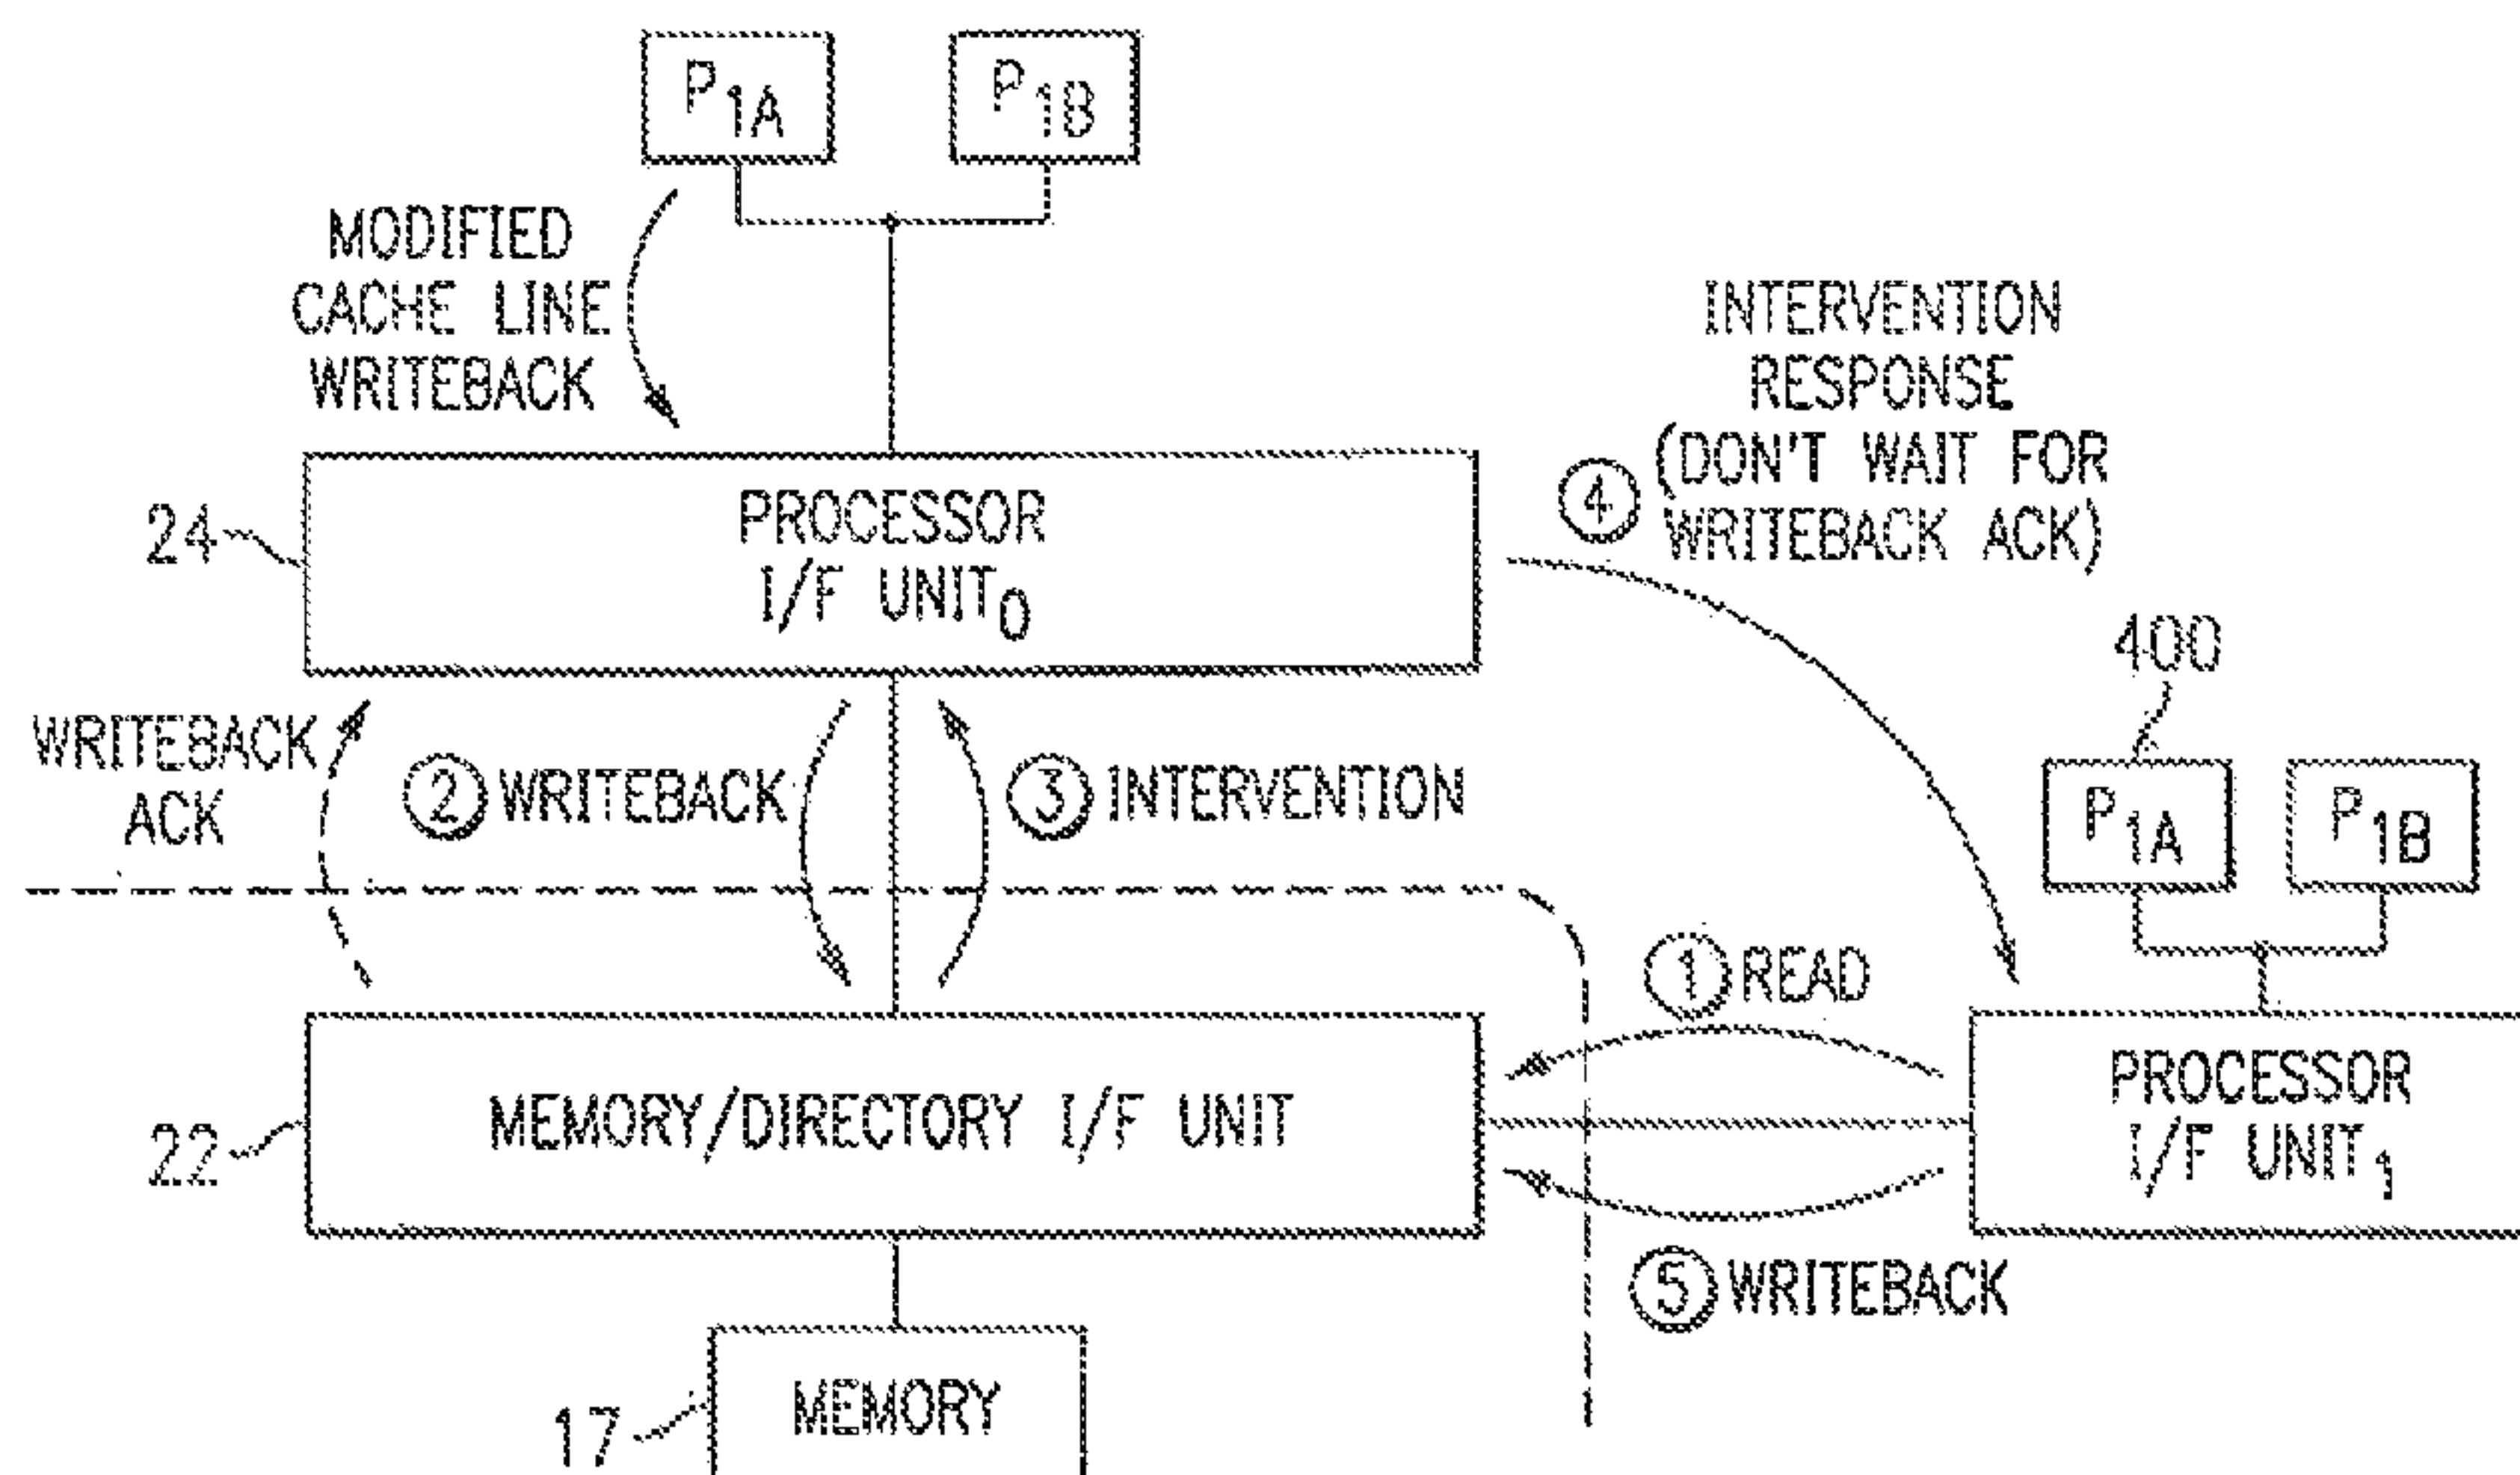 P1A
P1B
MODIFIED
CACHE LINE
WRITEBACK
INTERVENTION
RESPONSE
(DON'T WAIT FOR
WRITEBACK ACK)
4
24
PROCESSOR
I/F UNIT0
400
WRITEBACK
ACK
2 WRITEBACK
3 INTERVENTION
P1A
P1B
1 READ
22
MEMORY/DIRECTORY I/F UNIT
PROCESSOR
I/F UNIT1
5 WRITEBACK
17
MEMORY